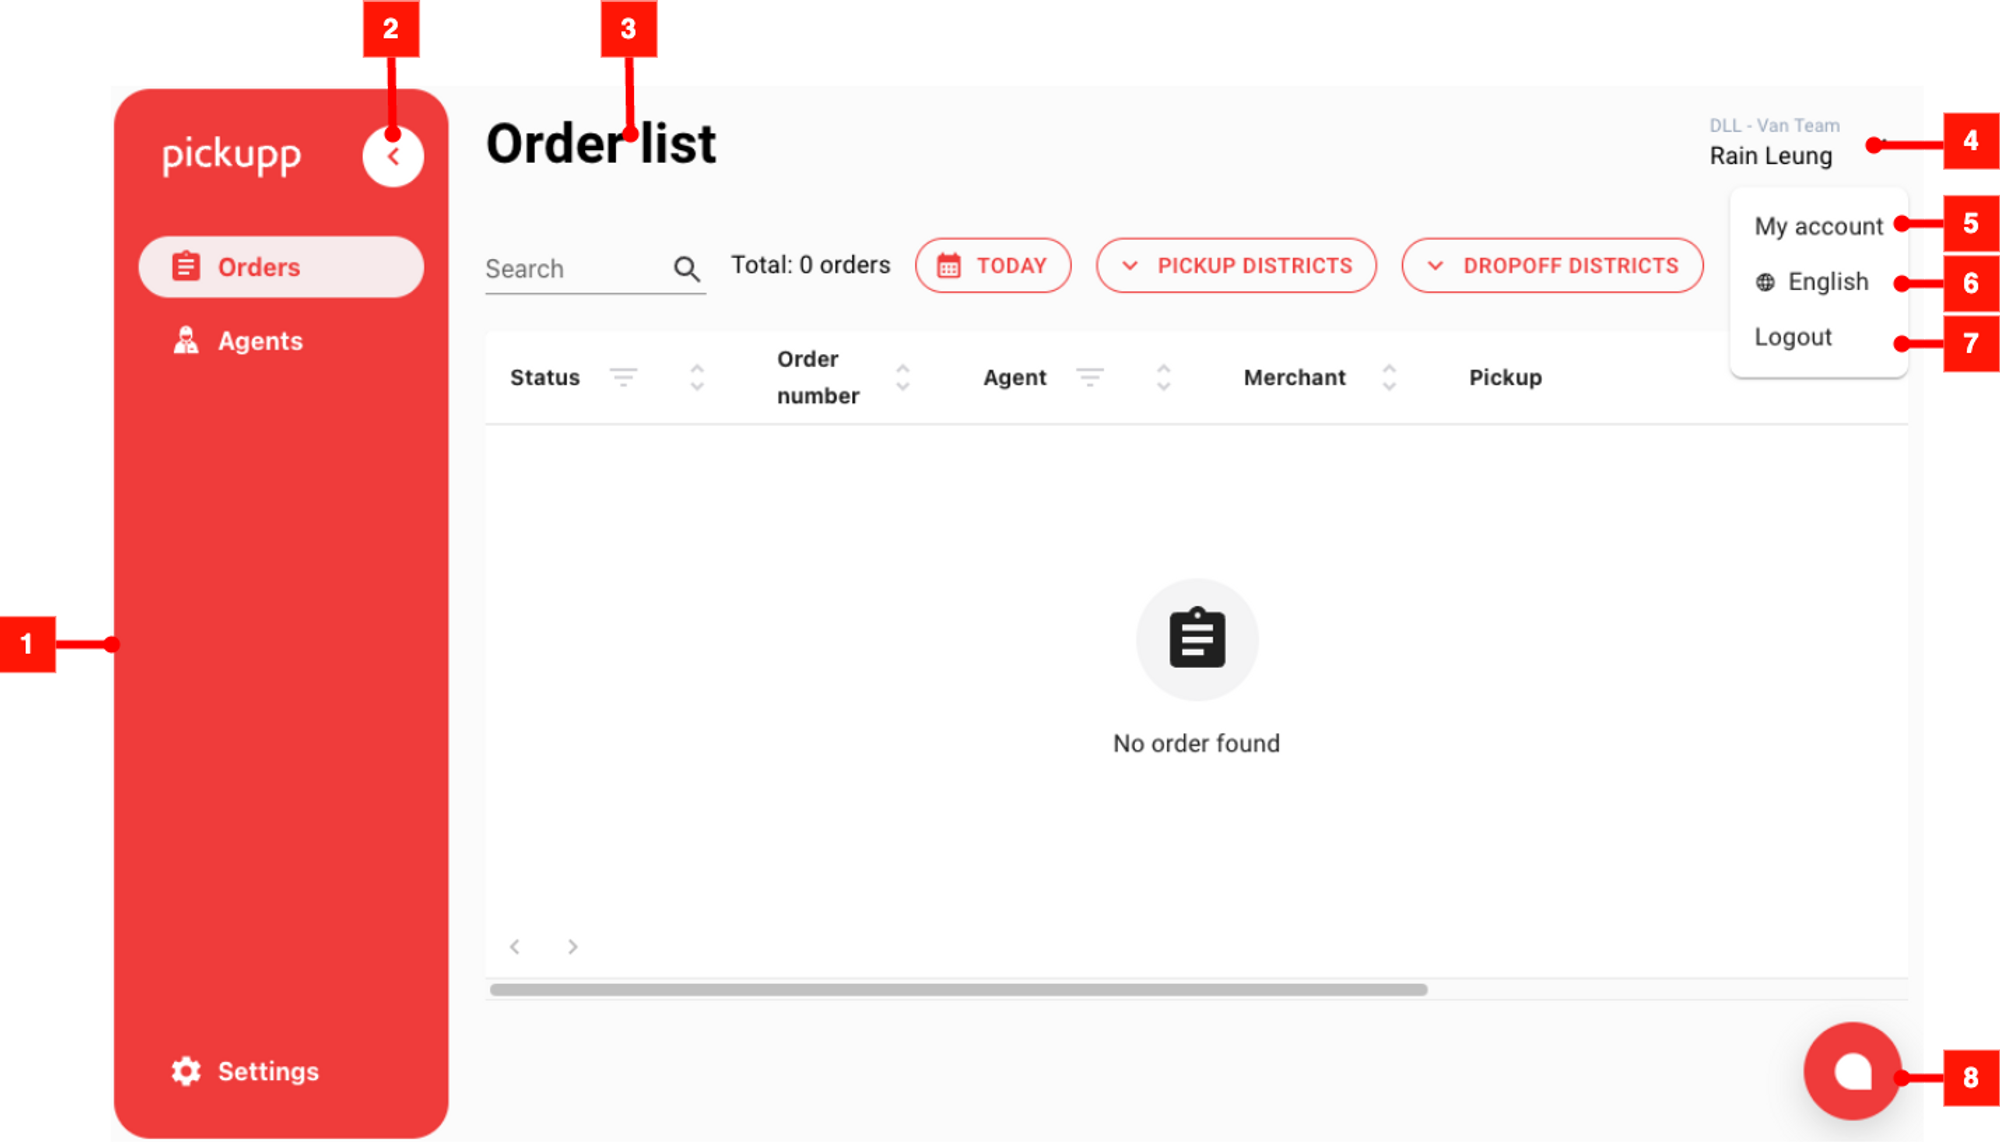 2
3
pickupp
Order list
DLL - Van Team
Rain Leung
4
My account
5
English
6
Logout
7
Orders
Agents
Search
Total: 0 orders
TODAY
PICKUP DISTRICTS
DROPOFF DISTRICTS
Status
Order
number
Agent
Merchant
Pickup
1
No order found
Settings
8